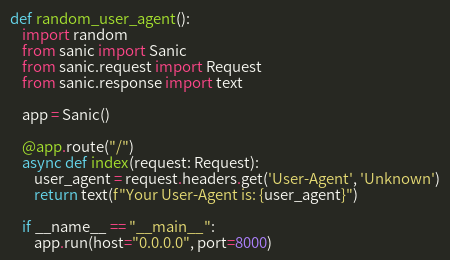 def random_user_agent():
    import random
    from sanic import Sanic
    from sanic.request import Request
    from sanic.response import text

    app = Sanic()

    @app.route("/")
    async def index(request: Request):
        user_agent = request.headers.get('User-Agent', 'Unknown')
        return text(f"Your User-Agent is: {user_agent}")

    if __name__ == "__main__":
        app.run(host="0.0.0.0", port=8000)